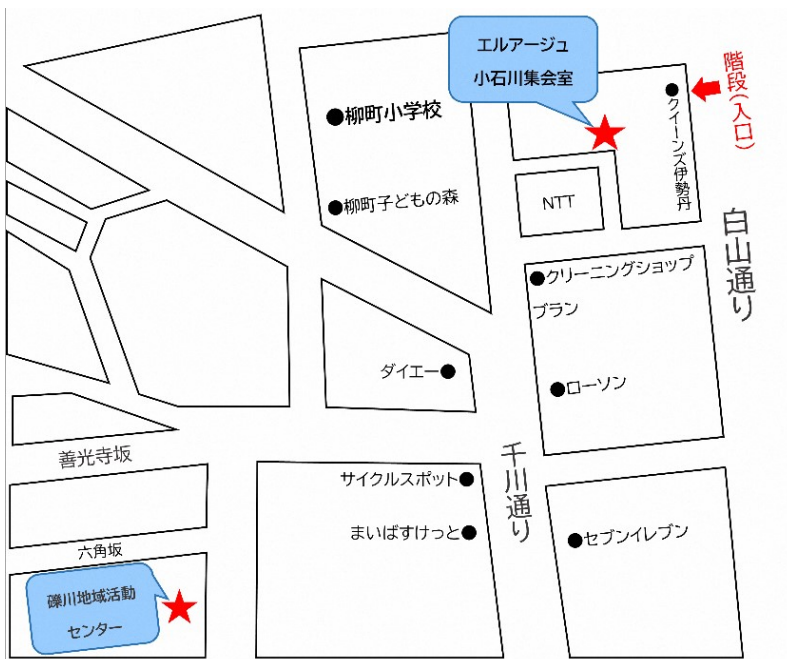 エルアージュ
小石川集会室
階段(入口)
柳町小学校
クイーンズ伊勢丹
柳町子どもの森
NTT
白山通り
クリーニングショップ
ブラン
ダイエー
ローソン
善光寺坂
千川通り
サイクルスポット
まいばすけっと
セブンイレブン
六角坂
礫川地域活動
センター